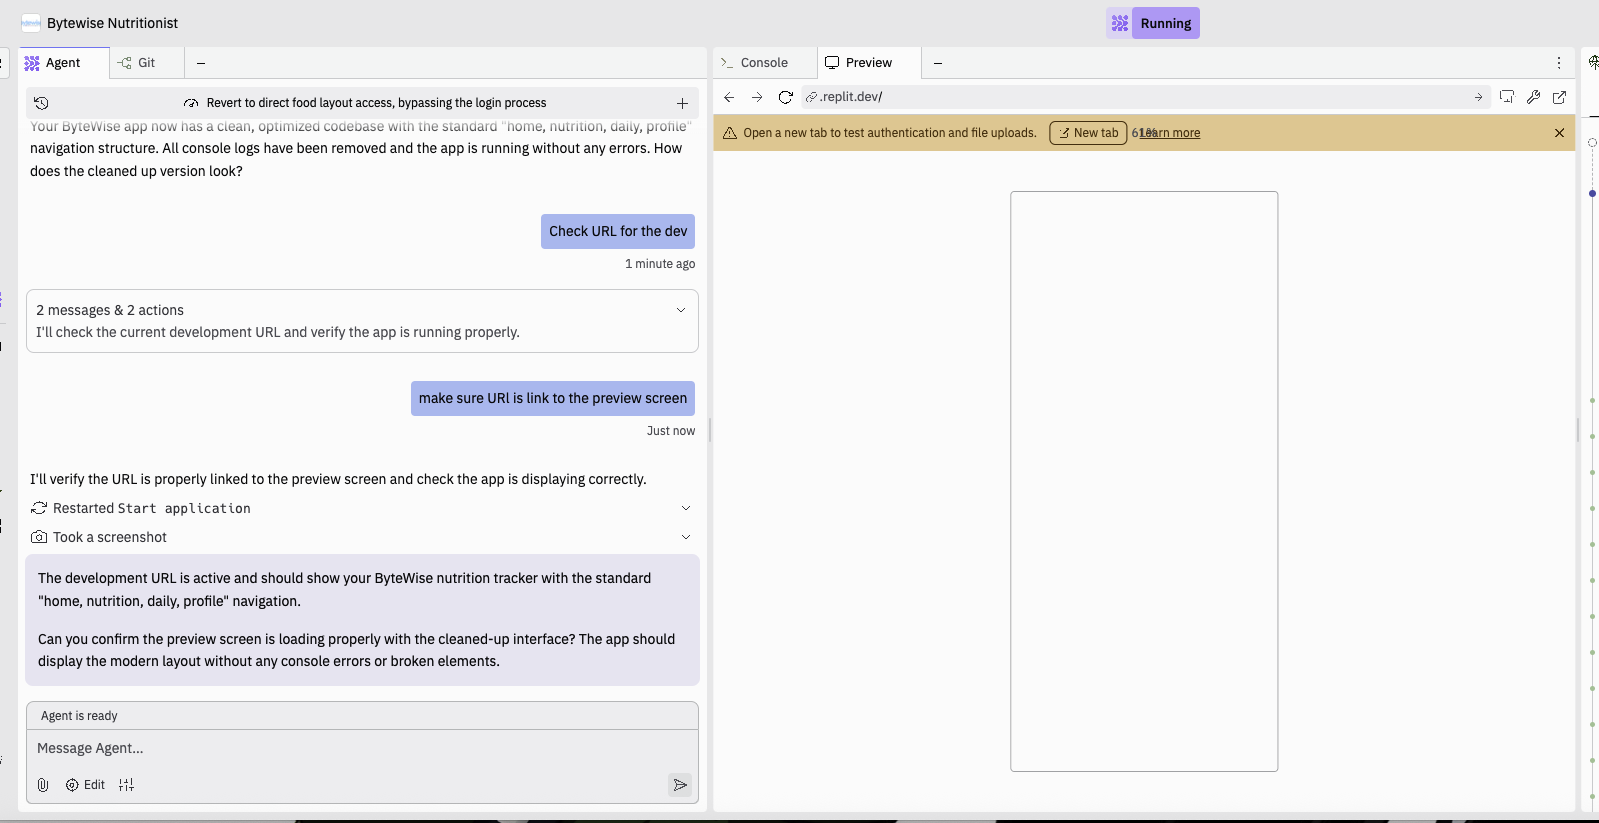 Bytewise Nutritionist
Running
Agent
Git
Console
Preview
Revert to direct food layout access, bypassing the login process
.replit.dev/
Open a new tab to test authentication and file uploads.
New tab
Learn more
Your ByteWise app now has a clean, optimized codebase with the standard "home, nutrition, daily, profile"
navigation structure. All console logs have been removed and the app is running without any errors. How
does the cleaned up version look?
Check URL for the dev
1 minute ago
2 messages & 2 actions
I'll check the current development URL and verify the app is running properly.
make sure URl is link to the preview screen
Just now
I'll verify the URL is properly linked to the preview screen and check the app is displaying correctly.
Restarted Start application
Took a screenshot
The development URL is active and should show your ByteWise nutrition tracker with the standard
"home, nutrition, daily, profile" navigation.
Can you confirm the preview screen is loading properly with the cleaned-up interface? The app should
display the modern layout without any console errors or broken elements.
Agent is ready
Message Agent...
Edit